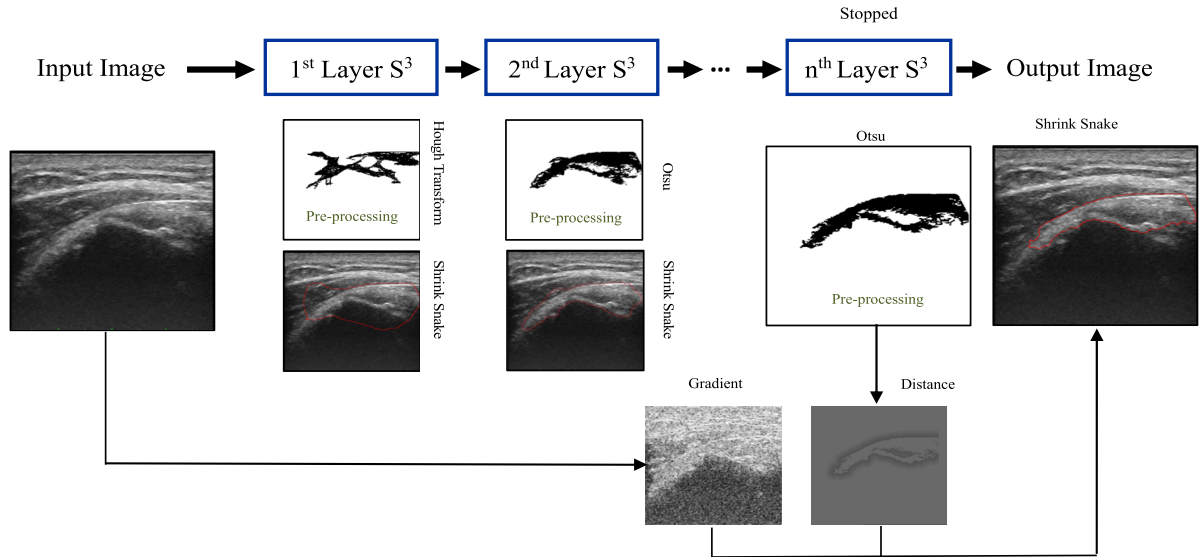 Stopped
Input Image
1st Layer S3
2nd Layer S3
...
nth Layer S3
Output Image
Hough Transform
Pre-processing
Otsu
Pre-processing
Otsu
Pre-processing
Shrink Snake
Shrink Snake
Shrink Snake
Gradient
Distance